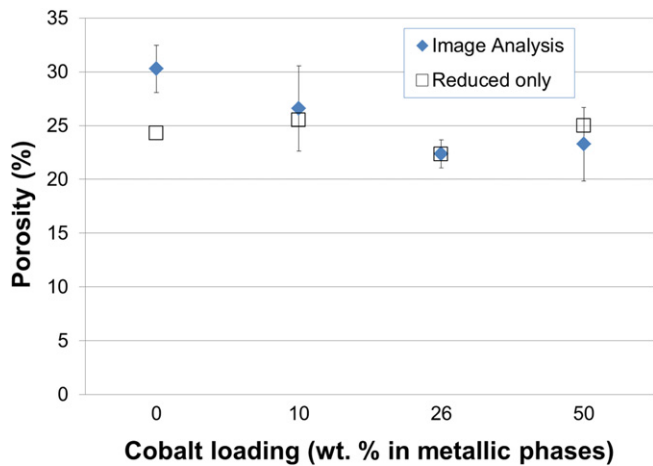 35
30
25
20
15
10
5
0
Porosity (%)
Image Analysis
Reduced only
0 10 26 50
Cobalt loading (wt. % in metallic phases)